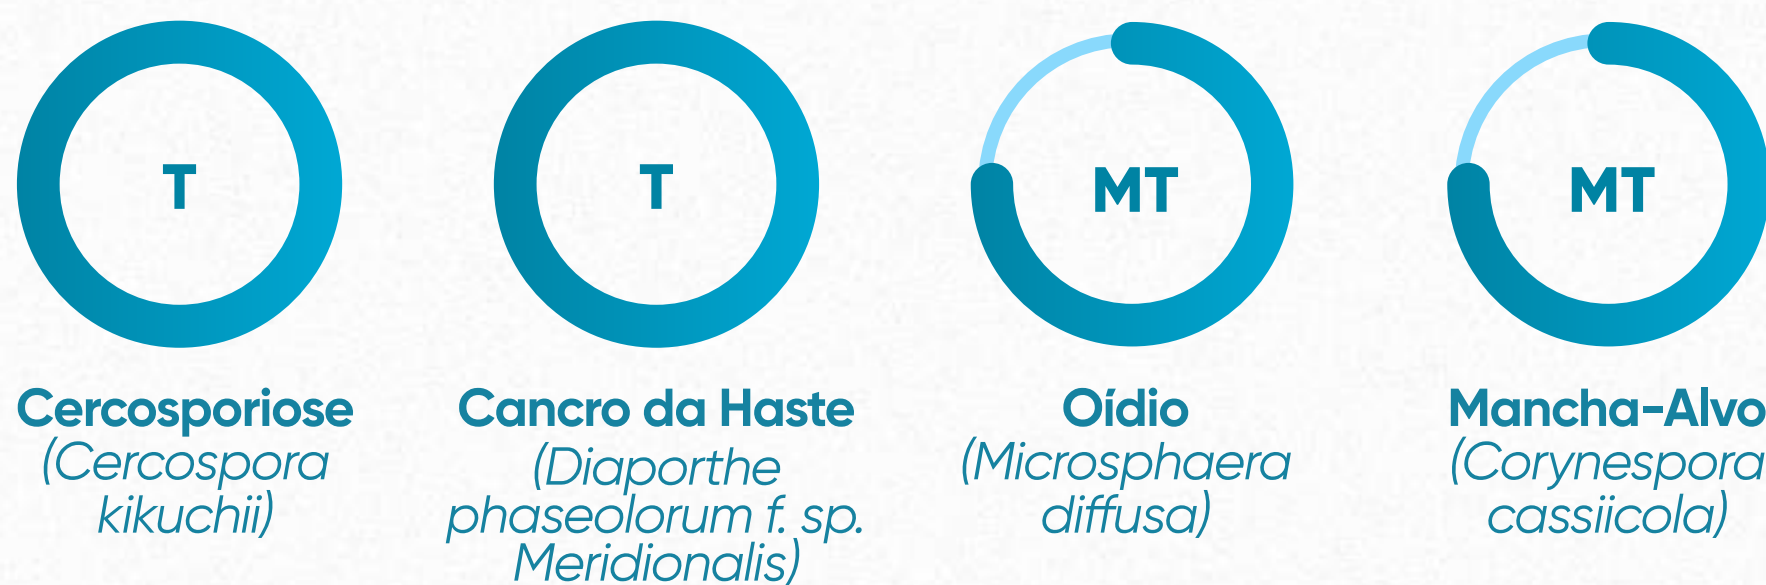 T
Cercosporiose
(Cercospora
kikuchii)
T
Cancro da Haste
(Diaporthe
phaseolorum f. sp.
Meridionalis)
MT
Oídio
(Microsphaera
diffusa)
MT
Mancha-Alvo
(Corynespora
cassiicola)